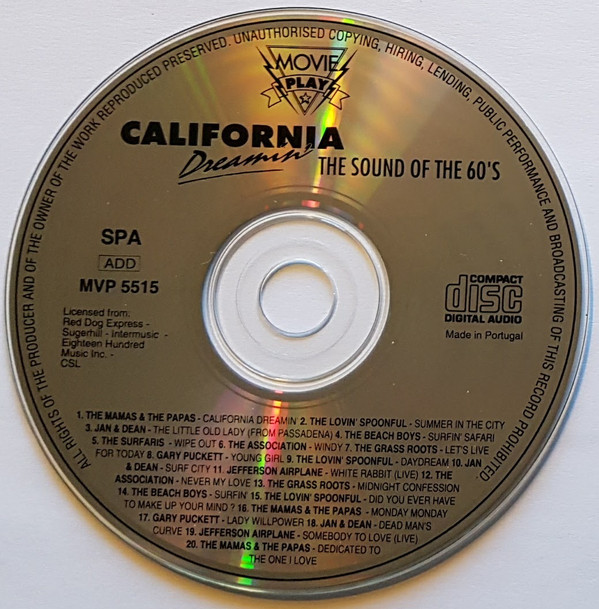 ALL RIGHTS OF THE PRODUCER AND OF THE OWNER OF THE WORK REPRODUCED PRESERVED. UNAUTHORISED COPYING, HIRING, LENDING, PUBLIC PERFORMANCE AND BROADCASTING OF THIS RECORD PROHIBITED.
MOVIE
PLAY
CALIFORNIA
Dreamin' THE SOUND OF THE 60'S
SPA
ADD
MVP 5515
Licensed from:
Red Dog Express -
Sugerhill - Intermusic -
Eighteen Hundred
Music Inc. -
CSL
COMPACT
disc
DIGITAL AUDIO
Made in Portugal
1. THE MAMAS & THE PAPAS - CALIFORNIA DREAMIN' 2. THE LOVIN' SPOONFUL - SUMMER IN THE CITY
3. JAN & DEAN - THE LITTLE OLD LADY (FROM PASSADENA) 4. THE BEACH BOYS - SURFIN' SAFARI
5. THE SURFARIS - WIPE OUT 6. THE ASSOCIATION - WINDY 7. THE GRASS ROOTS - LET'S LIVE
FOR TODAY 8. GARY PUCKETT - YOUNG GIRL 9. THE LOVIN' SPOONFUL - DAYDREAM 10. JAN
& DEAN - SURF CITY 11. JEFFERSON AIRPLANE - WHITE RABBIT (LIVE) 12. THE
ASSOCIATION - NEVER MY LOVE 13. THE GRASS ROOTS - MIDNIGHT CONFESSION
14. THE BEACH BOYS - SURFIN' 15. THE LOVIN' SPOONFUL - DID YOU EVER HAVE
TO MAKE UP YOUR MIND ? 16. THE MAMAS & THE PAPAS - MONDAY MONDAY
17. GARY PUCKETT - LADY WILLPOWER 18. JAN & DEAN - DEAD MAN'S
CURVE 19. JEFFERSON AIRPLANE - SOMEBODY TO LOVE (LIVE)
20. THE MAMAS & THE PAPAS - DEDICATED TO
THE ONE I LOVE